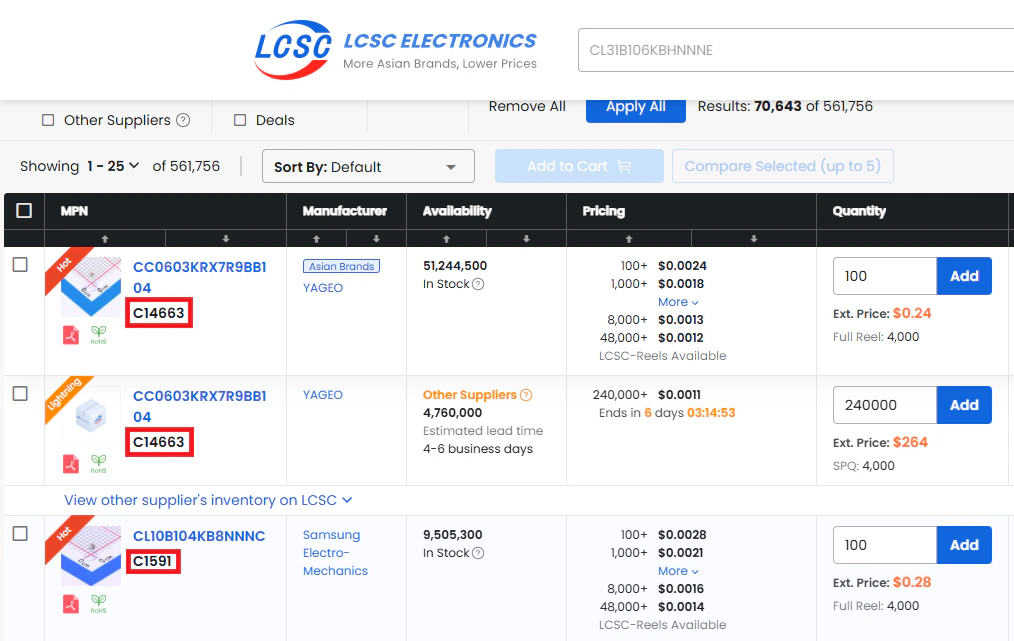 LCSC
LCSC ELECTRONICS
More Asian Brands, Lower Prices
CL31B106KBHNNNE
Other Suppliers ?
Deals
Remove All
Apply All
Results: 70,643 of 561,756
Showing 1 - 25 of 561,756
Sort By: Default
Add to Cart
Compare Selected (up to 5)
MPN
Manufacturer
Availability
Pricing
Quantity
Hot
CC0603KRX7R9BB1
04
C14663
RoHS
Asian Brands
YAGEO
51,244,500
In Stock ?
100+ $0.0024
1,000+ $0.0018
More
8,000+ $0.0013
48,000+ $0.0012
LCSC-Reels Available
100
Add
Ext. Price: $0.24
Full Reel: 4,000
Lightning
CC0603KRX7R9BB1
04
C14663
RoHS
YAGEO
Other Suppliers ?
4,760,000
Estimated lead time
4-6 business days
240,000+ $0.0011
Ends in 6 days 03:14:53
240000
Add
Ext. Price: $264
SPQ: 4,000
View other supplier's inventory on LCSC
Hot
CL10B104KB8NNNC
C1591
RoHS
Samsung
Electro-
Mechanics
9,505,300
In Stock ?
100+ $0.0028
1,000+ $0.0021
More
8,000+ $0.0016
48,000+ $0.0014
LCSC-Reels Available
100
Add
Ext. Price: $0.28
Full Reel: 4,000